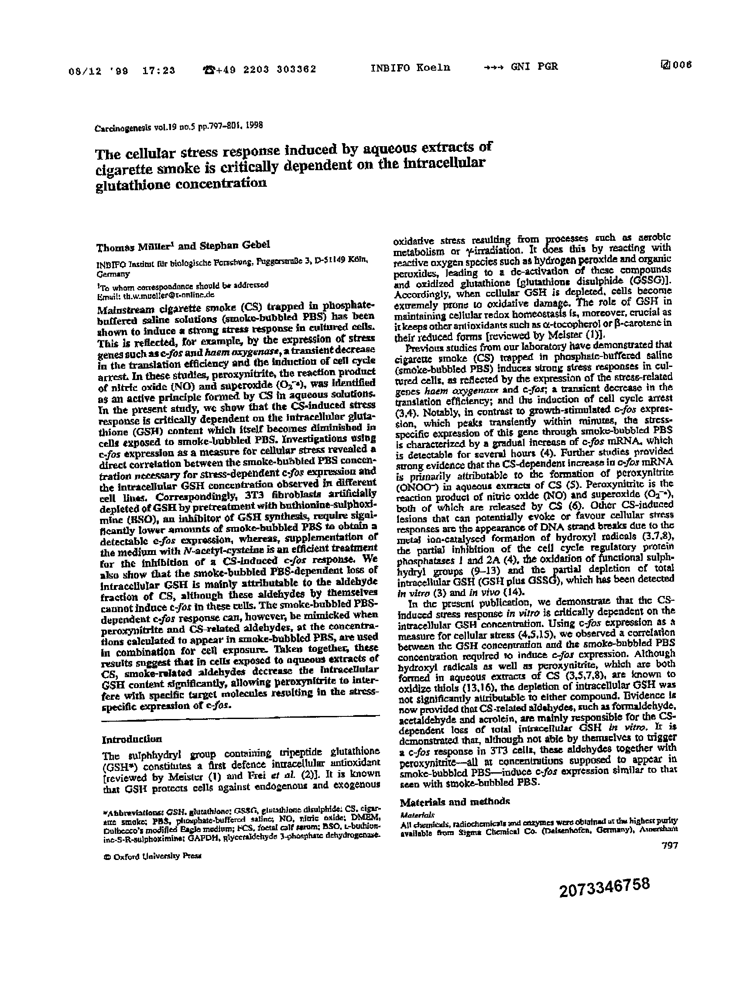 08/12 '99 17:23 ☎+49 2203 303362 INBIFO Koeln →→→ GNI PGR 006
Carcinogenesis vol.19 no.5 pp.797–801, 1998
The cellular stress response induced by aqueous extracts of
cigarette smoke is critically dependent on the intracellular
glutathione concentration
Thomas Müller¹ and Stephan Gebel
INBIFO Institut für biologische Forschung, Fuggerstraße 3, D-51149 Köln,
Germany
¹To whom correspondence should be addressed
Email: th.w.mueller@t-online.de
Mainstream cigarette smoke (CS) trapped in phosphate-
buffered saline solutions (smoke-bubbled PBS) has been
shown to induce a strong stress response in cultured cells.
This is reflected, for example, by the expression of stress
genes such as c-fos and haem oxygenase, a transient decrease
in the translation efficiency and the induction of cell cycle
arrest. In these studies, peroxynitrite, the reaction product
of nitric oxide (NO) and superoxide (O₂⁻•), was identified
as an active principle formed by CS in aqueous solutions.
In the present study, we show that the CS-induced stress
response is critically dependent on the intracellular gluta-
thione (GSH) content which itself becomes diminished in
cells exposed to smoke-bubbled PBS. Investigations using
c-fos expression as a measure for cellular stress revealed a
direct correlation between the smoke-bubbled PBS concen-
tration necessary for stress-dependent c-fos expression and
the intracellular GSH concentration observed in different
cell lines. Correspondingly, 3T3 fibroblasts artificially
depleted of GSH by pretreatment with buthionine-sulphoxi-
mine (BSO), an inhibitor of GSH synthesis, require signi-
ficantly lower amounts of smoke-bubbled PBS to obtain a
detectable c-fos expression, whereas, supplementation of
the medium with N-acetyl-cysteine is an efficient treatment
for the inhibition of a CS-induced c-fos response. We
also show that the smoke-bubbled PBS-dependent loss of
intracellular GSH is mainly attributable to the aldehyde
fraction of CS, although these aldehydes by themselves
cannot induce c-fos in these cells. The smoke-bubbled PBS-
dependent c-fos response can, however, be mimicked when
peroxynitrite and CS-related aldehydes, at the concentra-
tions calculated to appear in smoke-bubbled PBS, are used
in combination for cell exposure. Taken together, these
results suggest that in cells exposed to aqueous extracts of
CS, smoke-related aldehydes decrease the intracellular
GSH content significantly, allowing peroxynitrite to inter-
fere with specific target molecules resulting in the stress-
specific expression of c-fos.
Introduction
The sulphhydryl group containing tripeptide glutathione
(GSH*) constitutes a first defence intracellular antioxidant
[reviewed by Meister (1) and Frei et al. (2)]. It is known
that GSH protects cells against endogenous and exogenous
*Abbreviations: GSH, glutathione; GSSG, glutathione disulphide; CS, cigar-
ette smoke; PBS, phosphate-buffered saline; NO, nitric oxide; DMEM,
Dulbecco's modified Eagle medium; FCS, foetal calf serum; BSO, L-buthion-
ine-S-R-sulphoximine; GAPDH, glyceraldehyde 3-phosphate dehydrogenase.
© Oxford University Press
oxidative stress resulting from processes such as aerobic
metabolism or γ-irradiation. It does this by reacting with
reactive oxygen species such as hydrogen peroxide and organic
peroxides, leading to a de-activation of these compounds
and oxidized glutathione [glutathione disulphide (GSSG)].
Accordingly, when cellular GSH is depleted, cells become
extremely prone to oxidative damage. The role of GSH in
maintaining cellular redox homeostasis is, moreover, crucial as
it keeps other antioxidants such as α-tocopherol or β-carotene in
their reduced forms [reviewed by Meister (1)].
Previous studies from our laboratory have demonstrated that
cigarette smoke (CS) trapped in phosphate-buffered saline
(smoke-bubbled PBS) induces strong stress responses in cul-
tured cells, as reflected by the expression of the stress-related
genes haem oxygenase and c-fos; a transient decrease in the
translation efficiency; and the induction of cell cycle arrest
(3,4). Notably, in contrast to growth-stimulated c-fos expres-
sion, which peaks transiently within minutes, the stress-
specific expression of this gene through smoke-bubbled PBS
is characterized by a gradual increase of c-fos mRNA, which
is detectable for several hours (4). Further studies provided
strong evidence that the CS-dependent increase in c-fos mRNA
is primarily attributable to the formation of peroxynitrite
(ONOO⁻) in aqueous extracts of CS (5). Peroxynitrite is the
reaction product of nitric oxide (NO) and superoxide (O₂⁻•),
both of which are released by CS (6). Other CS-induced
lesions that can potentially evoke or favour cellular stress
responses are the appearance of DNA strand breaks due to the
metal ion-catalysed formation of hydroxyl radicals (3,7,8),
the partial inhibition of the cell cycle regulatory protein
phosphatases 1 and 2A (4), the oxidation of functional sulph-
hydryl groups (9–13) and the partial depletion of total
intracellular GSH (GSH plus GSSG), which has been detected
in vitro (3) and in vivo (14).
In the present publication, we demonstrate that the CS-
induced stress response in vitro is critically dependent on the
intracellular GSH concentration. Using c-fos expression as a
measure for cellular stress (4,5,15), we observed a correlation
between the GSH concentration and the smoke-bubbled PBS
concentration required to induce c-fos expression. Although
hydroxyl radicals as well as peroxynitrite, which are both
formed in aqueous extracts of CS (3,5,7,8), are known to
oxidize thiols (13,16), the depletion of intracellular GSH was
not significantly attributable to either compound. Evidence is
now provided that CS-related aldehydes, such as formaldehyde,
acetaldehyde and acrolein, are mainly responsible for the CS-
dependent loss of total intracellular GSH in vitro. It is
demonstrated that, although not able by themselves to trigger
a c-fos response in 3T3 cells, these aldehydes together with
peroxynitrite—all at concentrations supposed to appear in
smoke-bubbled PBS—induce c-fos expression similar to that
seen with smoke-bubbled PBS.
Materials and methods
Materials
All chemicals, radiochemicals and enzymes were obtained at the highest purity
available from Sigma Chemical Co. (Deisenhofen, Germany), Amersham
797
2073346758